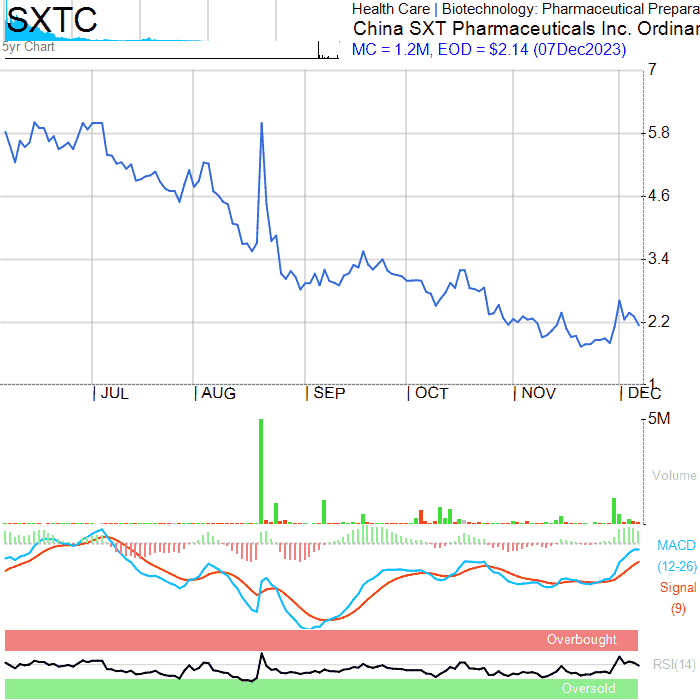 SXTC
5yr Chart
Health Care | Biotechnology: Pharmaceutical Prepara
China SXT Pharmaceuticals Inc. Ordinar
MC = 1.2M, EOD = $2.14 (07Dec2023)
7
5.8
4.6
3.4
2.2
1
JUL AUG SEP OCT NOV DEC
5M
Volume
MACD
(12-26)
Signal
(9)
Overbought
RSI(14)
Oversold